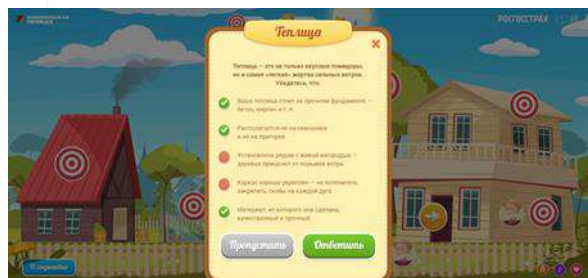 РОСГОССТРАХ
Теплица
Теплица — это не только вкусные помидоры,
но и самая «легкая» жертва сильных ветров.
Убедитесь, что:
Ваша теплица стоит на прочном фундаменте —
бетон, кирпич и т. п.
Располагается не на сквозняке
и не на пригорке
Установлена рядом с живой изгородью —
деревья прикроют от порывов ветра
Каркас хорошо укреплен — не поленитесь,
закрепить скобы на каждой дуге
Материал, из которого она сделана,
качественный и прочный
Пропустить
Ответить